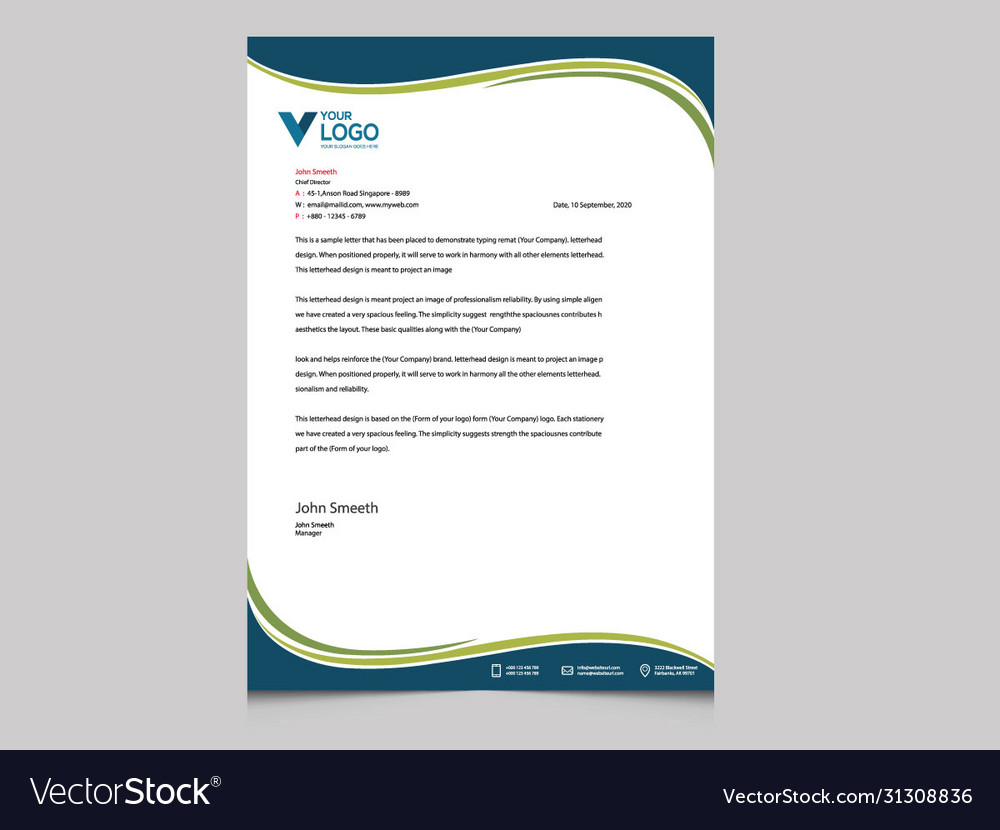 YOUR
LOGO
YOUR SLOGAN GOES HERE
John Smeeth
Chief Director
A : 45-1,Anson Road Singapore - 8989
W : email@mailid.com, www.myweb.com
Date, 10 September, 2020
P : +880 - 12345 - 6789
This is a sample letter that has been placed to demonstrate typing remat (Your Company). letterhead
design. When positioned properly, it will serve to work in harmony with all other elements letterhead.
This letterhead design is meant to project an image
This letterhead design is meant project an image of professionalism reliability. By using simple aligen
we have created a very spacious feeling. The simplicity suggest rengththe spaciousnes contributes h
aesthetics the layout. These basic qualities along with the (Your Company)
look and helps reinforce the (Your Company) brand. letterhead design is meant to project an image p
design. When positioned properly, it will serve to work in harmony all the other elements letterhead.
sionalism and reliability.
This letterhead design is based on the (Form of your logo) form (Your Company) logo. Each stationery
we have created a very spacious feeling. The simplicity suggests strength the spaciousnes contribute
part of the (Form of your logo).
John Smeeth
John Smeeth
Manager
+000 123 456 789
+000 123 456 789
info@websiteurl.com
name@websiteurl.com
3222 Blackwell Street
Fairbanks, AK 99701
VectorStock®
VectorStock.com/31308836